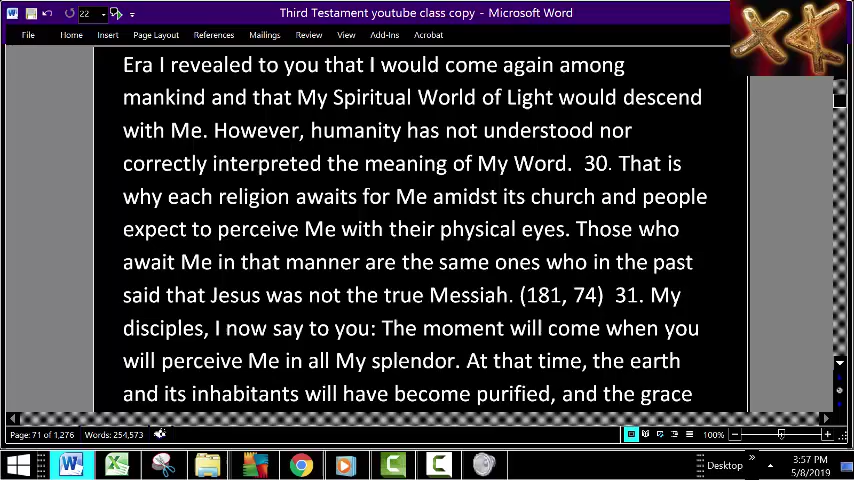 Third Testament youtube class copy - Microsoft Word
22
File Home Insert Page Layout References Mailings Review View Add-Ins Acrobat
Era I revealed to you that I would come again among
mankind and that My Spiritual World of Light would descend
with Me. However, humanity has not understood nor
correctly interpreted the meaning of My Word.  30. That is
why each religion awaits for Me amidst its church and people
expect to perceive Me with their physical eyes. Those who
await Me in that manner are the same ones who in the past
said that Jesus was not the true Messiah. (181, 74)  31. My
disciples, I now say to you: The moment will come when you
will perceive Me in all My splendor. At that time, the earth
and its inhabitants will have become purified, and the grace
Page: 71 of 1,276 Words: 254,573 100%
Desktop
3:57 PM
5/8/2019